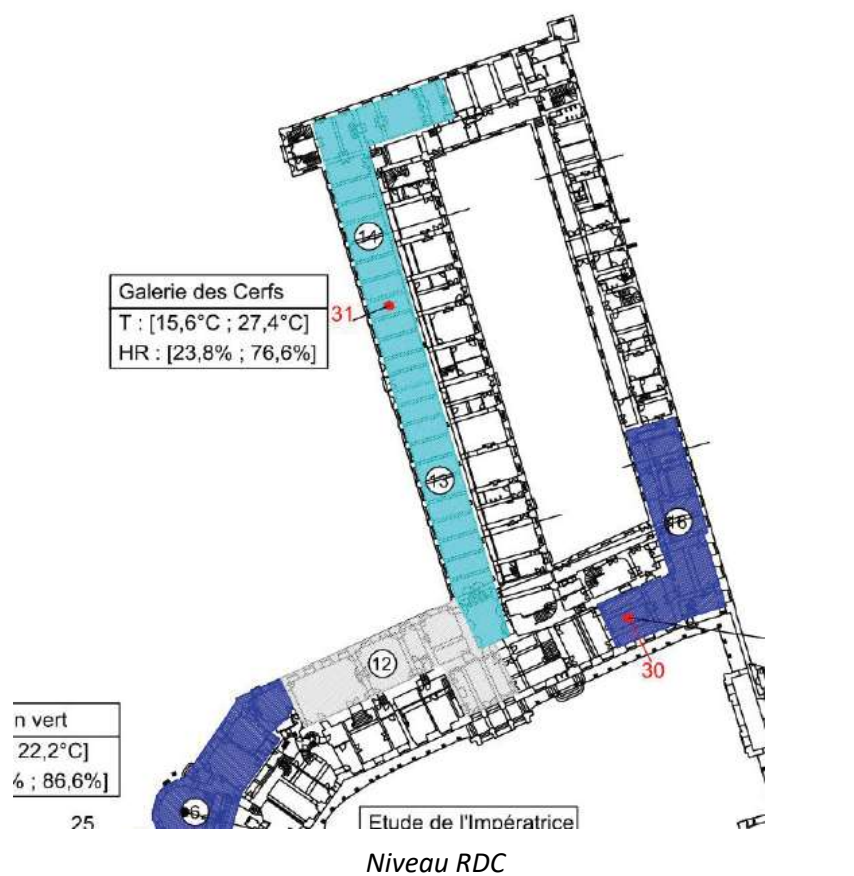 14
Galerie des Cerfs
T : [15,6°C ; 27,4°C]
HR : [23,8% ; 76,6%]
31
13
16
12
30
n vert
22,2°C]
% ; 86,6%]
6
25
Etude de l'Impératrice
Niveau RDC